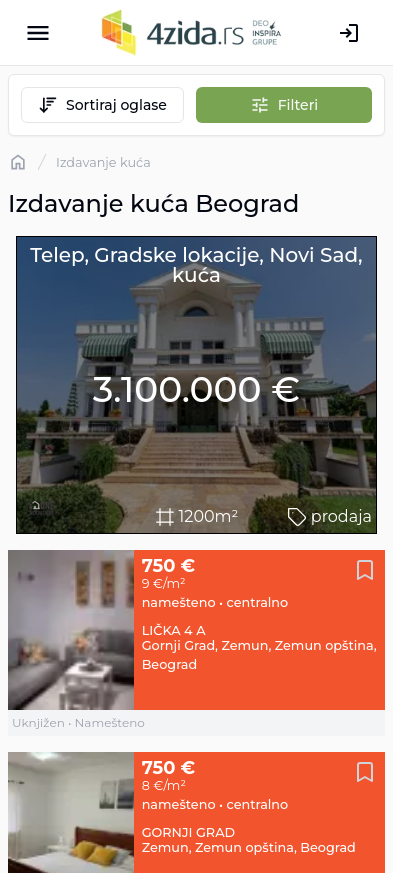 4zida.rs
DEO
INSPIRA
GRUPE
Sortiraj oglase
Filteri
Izdavanje kuća
Izdavanje kuća Beograd
Telep, Gradske lokacije, Novi Sad,
kuća
3.100.000 €
1200m²
prodaja
750 €
9 €/m²
namešteno • centralno
LIČKA 4 A
Gornji Grad, Zemun, Zemun opština,
Beograd
Uknjižen • Namešteno
750 €
8 €/m²
namešteno • centralno
GORNJI GRAD
Zemun, Zemun opština, Beograd